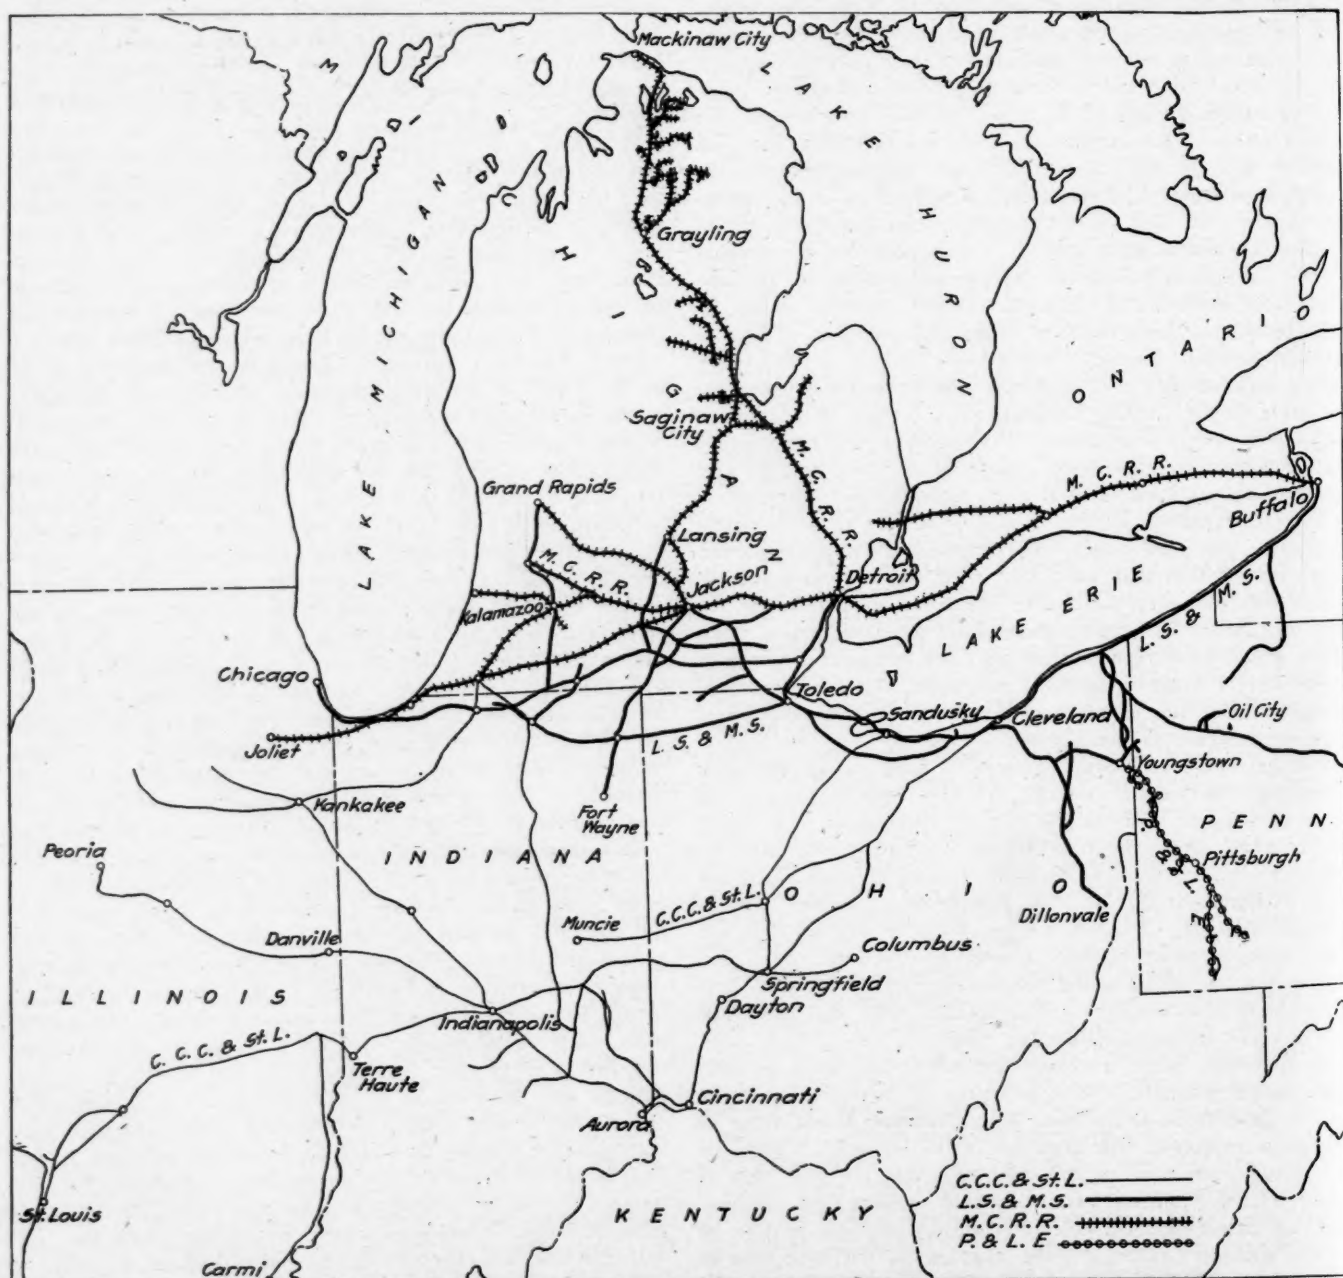 Mackinaw City
LAKE HURON
LAKE MICHIGAN
MICHIGAN
Grayling
ONTARIO
Saginaw
City
M. C. R. R.
M. C. R. R.
Grand Rapids
Buffalo
Lansing
M. C. R. R.
Jackson
Detroit
Kalamazoo
LAKE ERIE
L. S. & M. S.
Chicago
Toledo
Sandusky
Cleveland
Oil City
Joliet
L. S. & M. S.
Youngstown
Kankakee
Fort
Wayne
PENN
Peoria
INDIANA
P. & L. E.
Pittsburgh
OHIO
C.C.C. & St. L.
Muncie
Dillonvale
Danville
Columbus
ILLINOIS
Springfield
Dayton
Indianapolis
C. C. C. & St. L.
Terre
Haute
Cincinnati
Aurora
St. Louis
KENTUCKY
Carmi
C.C.C. & St. L.
L.S. & M.S.
M. C. R. R.
P. & L. E